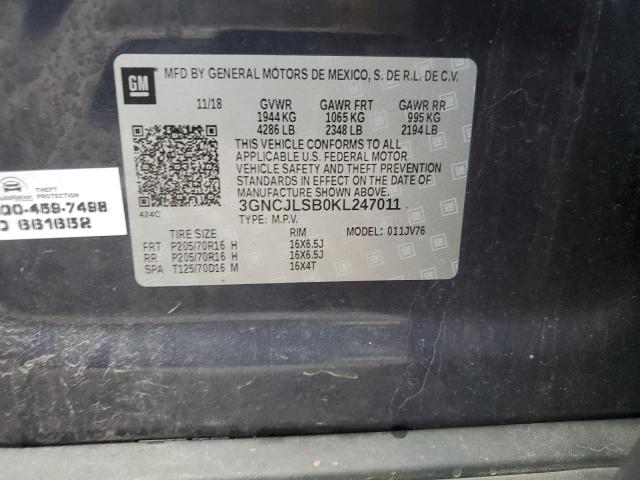 GM
MFD BY GENERAL MOTORS DE MEXICO, S. DE R.L. DE C.V.
11/18 GVWR GAWR FRT GAWR RR
1944 KG 1065 KG 995 KG
4286 LB 2348 LB 2194 LB
THIS VEHICLE CONFORMS TO ALL
APPLICABLE U.S. FEDERAL MOTOR
VEHICLE SAFETY AND THEFT PREVENTION
STANDARDS IN EFFECT ON THE DATE OF
MANUFACTURE SHOWN ABOVE.
424C
3GNCJLSB0KL247011
TYPE: M.P.V. MODEL: 011JV76
TIRE SIZE RIM
FRT P205/70R16 H 16X6.5J
RR P205/70R16 H 16X6.5J
SPA T125/70D16 M 16X4T
THEFT
PROTECTION
00-459-7498
661652